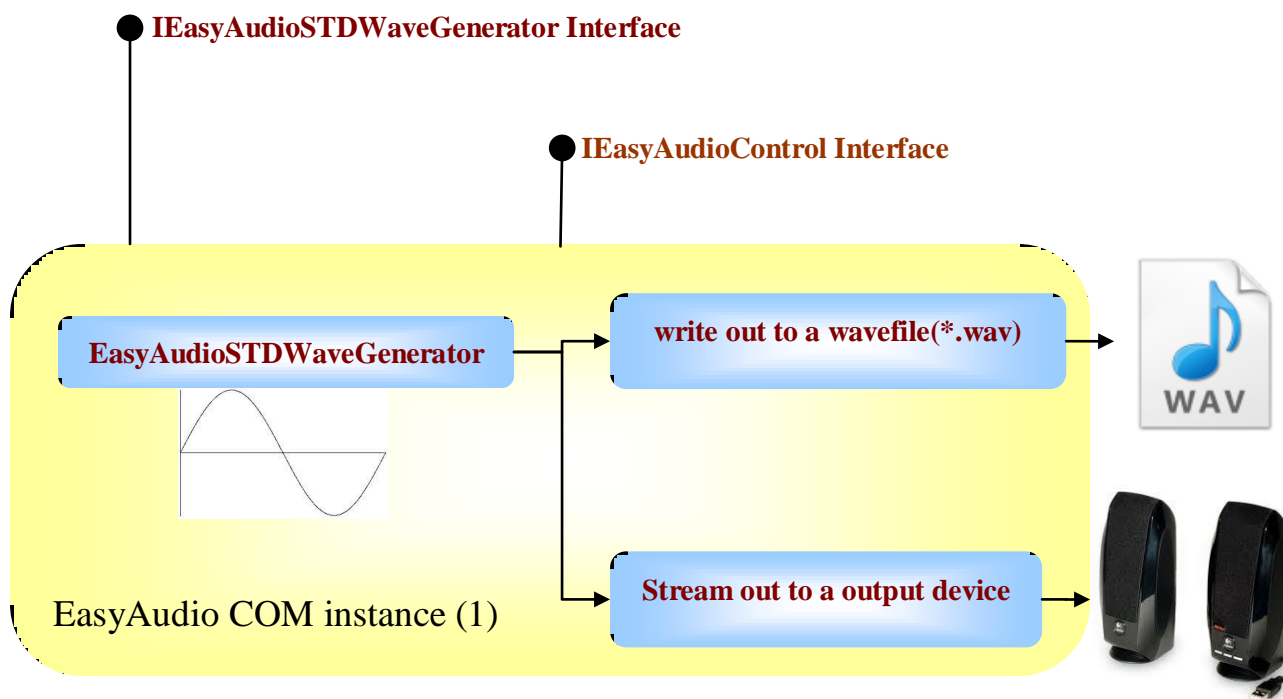 IEasyAudioSTDWaveGenerator Interface
IEasyAudioControl Interface
write out to a wavefile(*.wav)
EasyAudioSTDWaveGenerator
WAV
Stream out to a output device
EasyAudio COM instance (1)